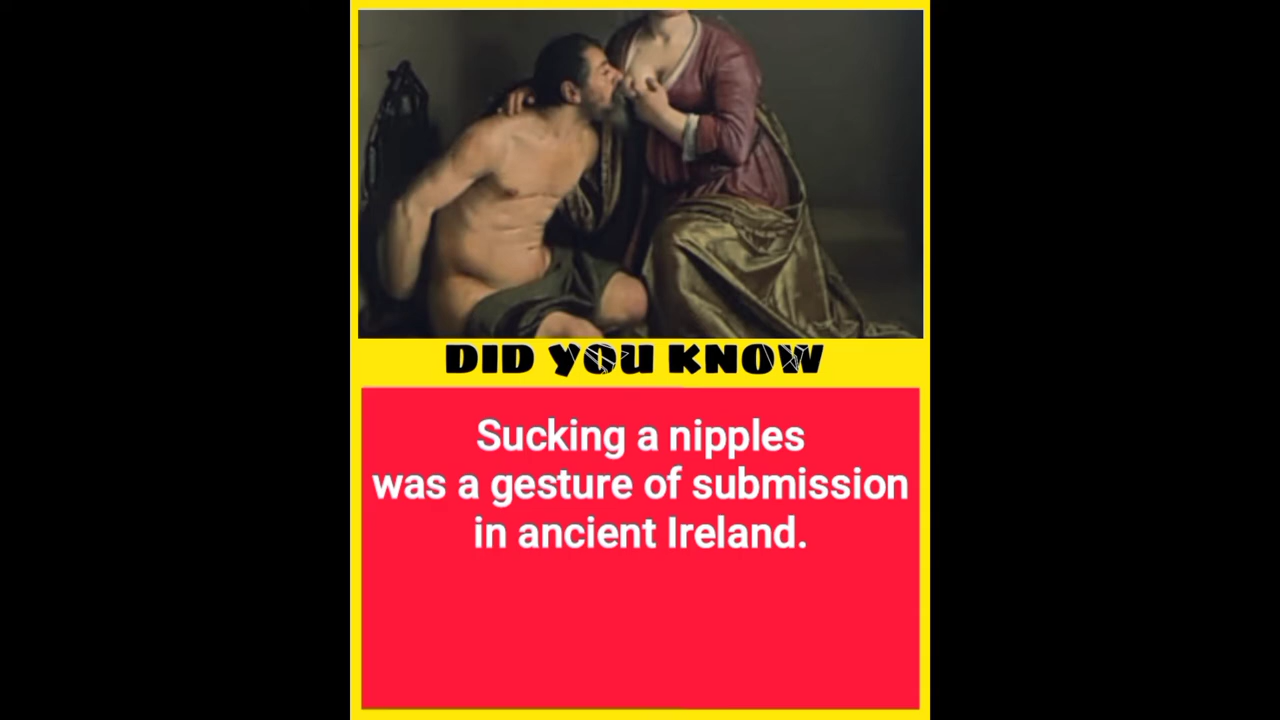 DID YOU KNOW
Sucking a nipples
was a gesture of submission
in ancient Ireland.